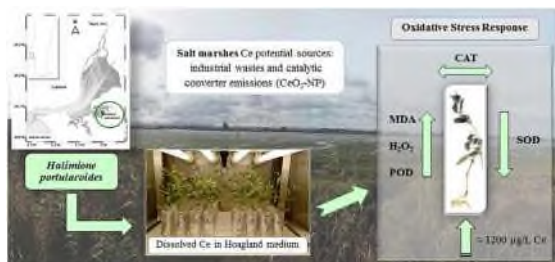 Salt marshes Ce potential sources:
industrial wastes and catalytic
converter emissions (CeO₂-NP)
Oxidative Stress Response
CAT
MDA
H₂O₂
POD
SOD
Halimione
portulacoides
Dissolved Ce in Hoagland medium
≈ 1200 µg/L Ce